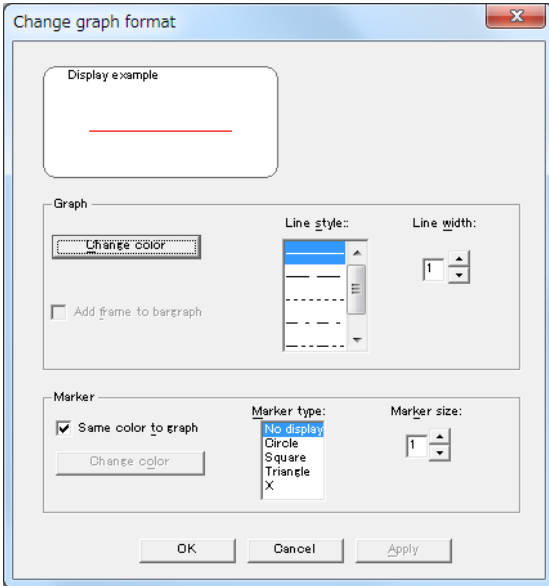 Change graph format
Display example
Graph
Change color
Line style::
Line width:
1
Add frame to bargraph
Marker
Same color to graph
Change color
Marker type:
No display
Circle
Square
Triangle
X
Marker size:
1
OK
Cancel
Apply